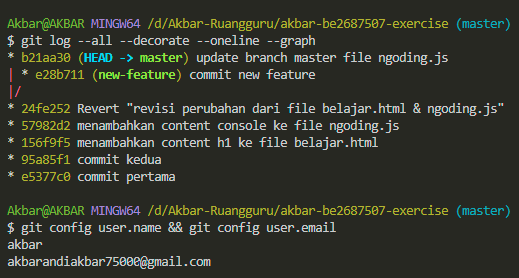 Akbar@AKBAR MINGW64 /d/Akbar-Ruangguru/akbar-be2687507-exercise (master)
$ git log --all --decorate --oneline --graph
* b21aa30 (HEAD -> master) update branch master file ngoding.js
| * e28b711 (new-feature) commit new feature
|/
* 24fe252 Revert "revisi perubahan dari file belajar.html & ngoding.js"
* 57982d2 menambahkan content console ke file ngoding.js
* 156f9f5 menambahkan content h1 ke file belajar.html
* 95a85f1 commit kedua
* e5377c0 commit pertama
Akbar@AKBAR MINGW64 /d/Akbar-Ruangguru/akbar-be2687507-exercise (master)
$ git config user.name && git config user.email
akbar
akbarandiakbar75000@gmail.com